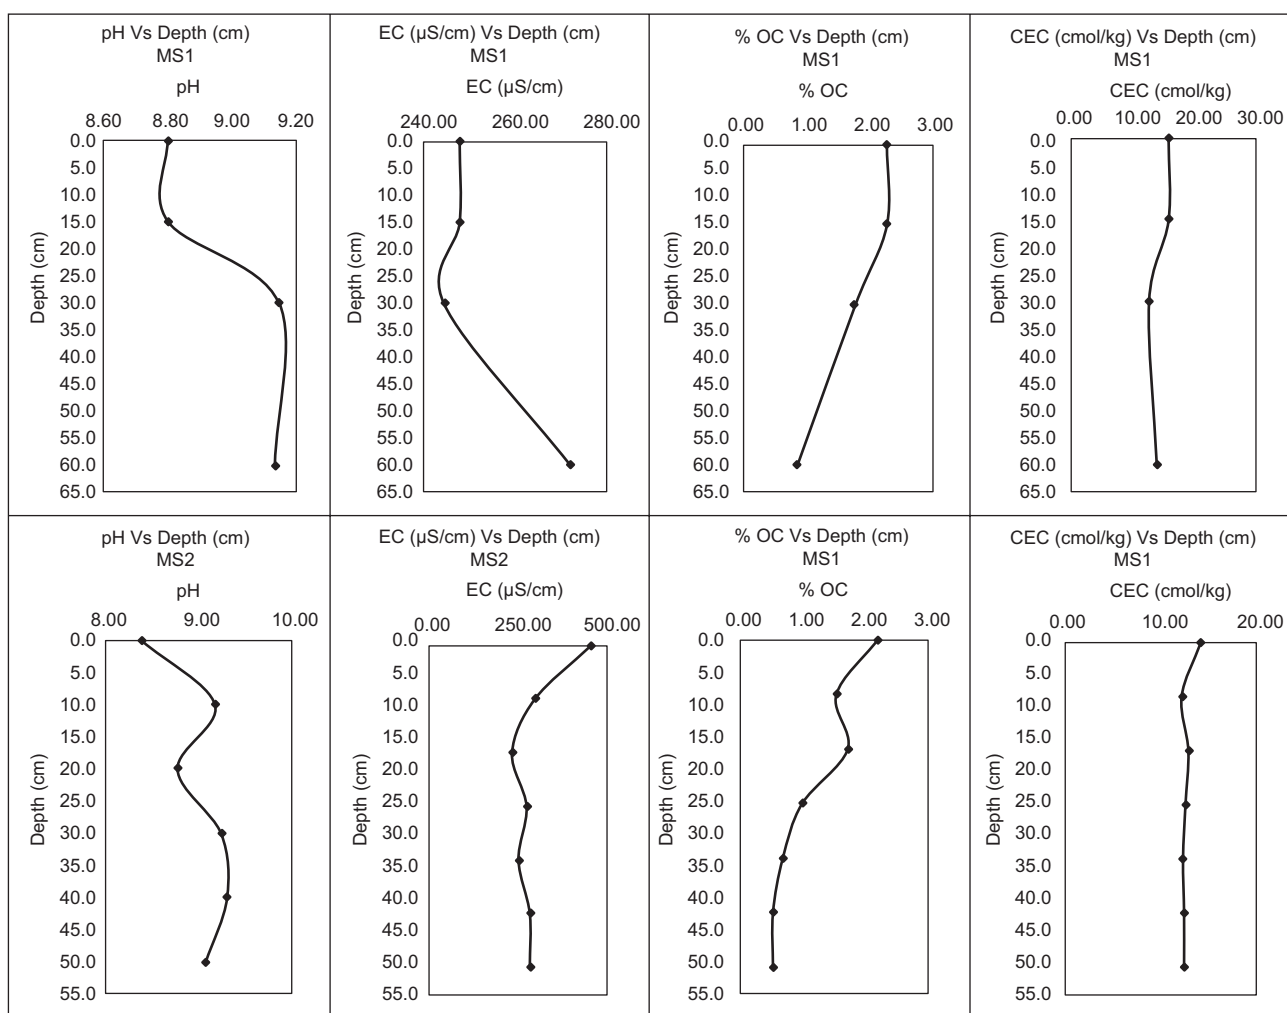 pH Vs Depth (cm)
MS1
pH
8.60 8.80 9.00 9.20
0.0
5.0
10.0
15.0
20.0
25.0
30.0
35.0
40.0
45.0
50.0
55.0
60.0
65.0
Depth (cm)
EC (µS/cm) Vs Depth (cm)
MS1
EC (µS/cm)
240.00 260.00 280.00
0.0
5.0
10.0
15.0
20.0
25.0
30.0
35.0
40.0
45.0
50.0
55.0
60.0
65.0
Depth (cm)
% OC Vs Depth (cm)
MS1
% OC
0.00 1.00 2.00 3.00
0.0
5.0
10.0
15.0
20.0
25.0
30.0
35.0
40.0
45.0
50.0
55.0
60.0
65.0
Depth (cm)
CEC (cmol/kg) Vs Depth (cm)
MS1
CEC (cmol/kg)
0.00 10.00 20.00 30.00
0.0
5.0
10.0
15.0
20.0
25.0
30.0
35.0
40.0
45.0
50.0
55.0
60.0
65.0
Depth (cm)
pH Vs Depth (cm)
MS2
pH
8.00 9.00 10.00
0.0
5.0
10.0
15.0
20.0
25.0
30.0
35.0
40.0
45.0
50.0
55.0
Depth (cm)
EC (µS/cm) Vs Depth (cm)
MS2
EC (µS/cm)
0.00 250.00 500.00
0.0
5.0
10.0
15.0
20.0
25.0
30.0
35.0
40.0
45.0
50.0
55.0
Depth (cm)
% OC Vs Depth (cm)
MS1
% OC
0.00 1.00 2.00 3.00
0.0
5.0
10.0
15.0
20.0
25.0
30.0
35.0
40.0
45.0
50.0
55.0
Depth (cm)
CEC (cmol/kg) Vs Depth (cm)
MS1
CEC (cmol/kg)
0.00 10.00 20.00
0.0
5.0
10.0
15.0
20.0
25.0
30.0
35.0
40.0
45.0
50.0
55.0
Depth (cm)